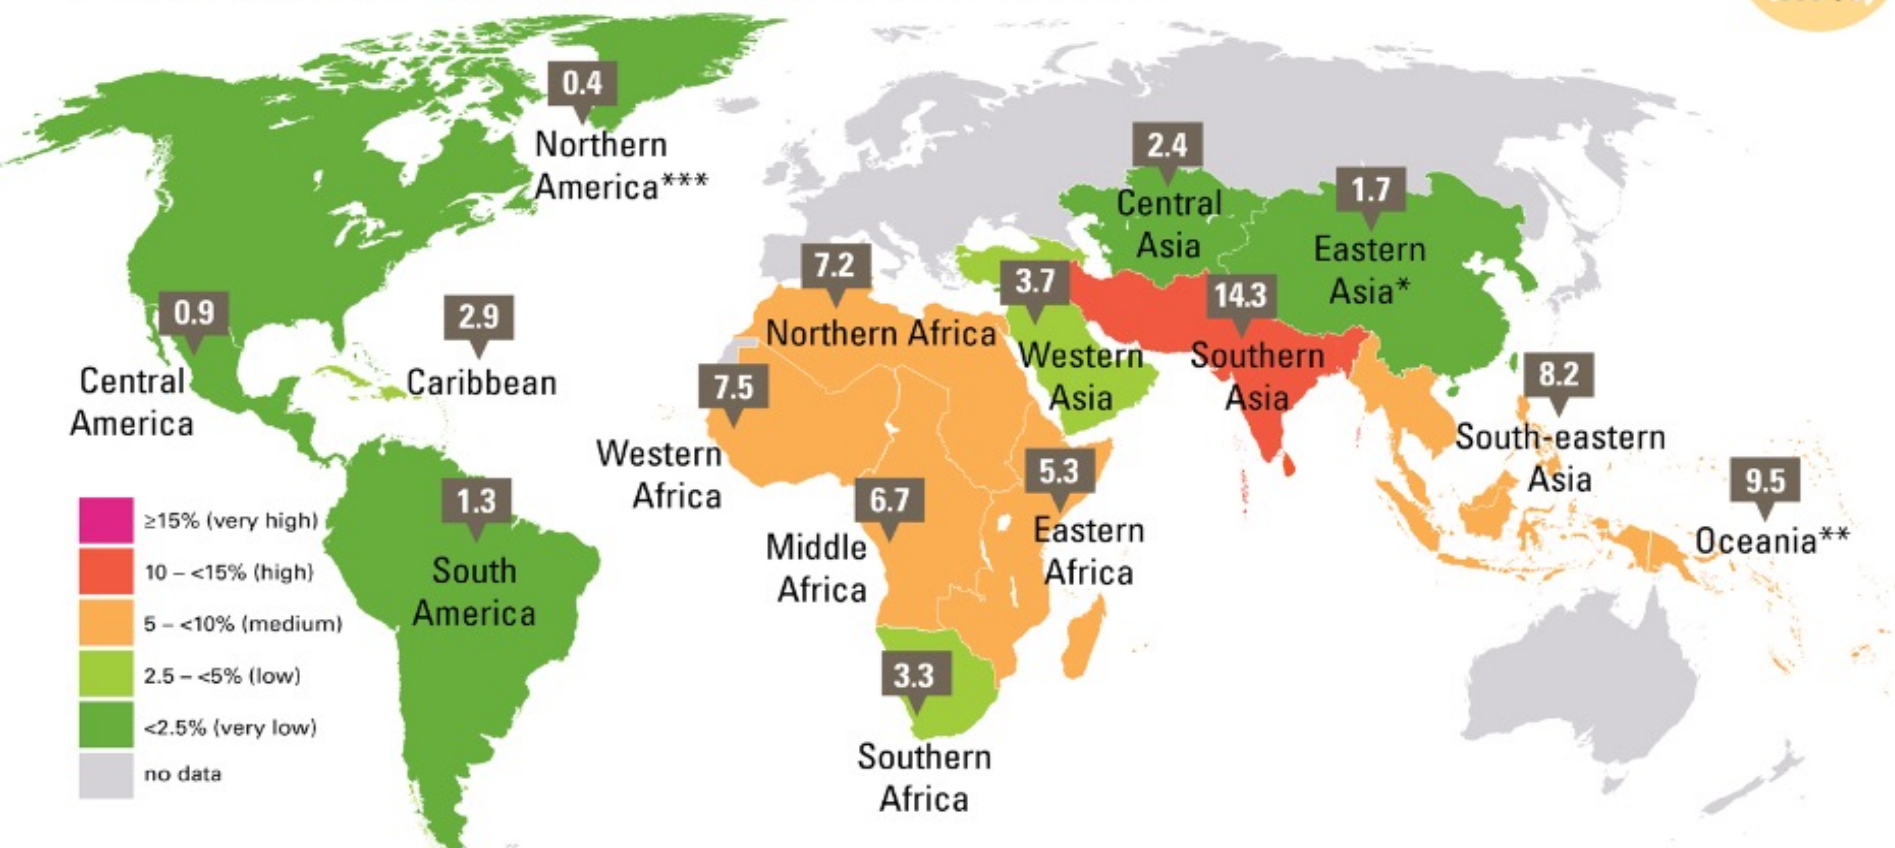 0.4
Northern
America***
2.4
Central
Asia
1.7
Eastern
Asia*
7.2
Northern Africa
3.7
Western
Asia
14.3
Southern
Asia
0.9
Central
America
2.9
Caribbean
7.5
Western
Africa
8.2
South-eastern
Asia
5.3
Eastern
Africa
6.7
Middle
Africa
9.5
Oceania**
1.3
South
America
3.3
Southern
Africa
≥15% (very high)
10 – <15% (high)
5 – <10% (medium)
2.5 – <5% (low)
<2.5% (very low)
no data